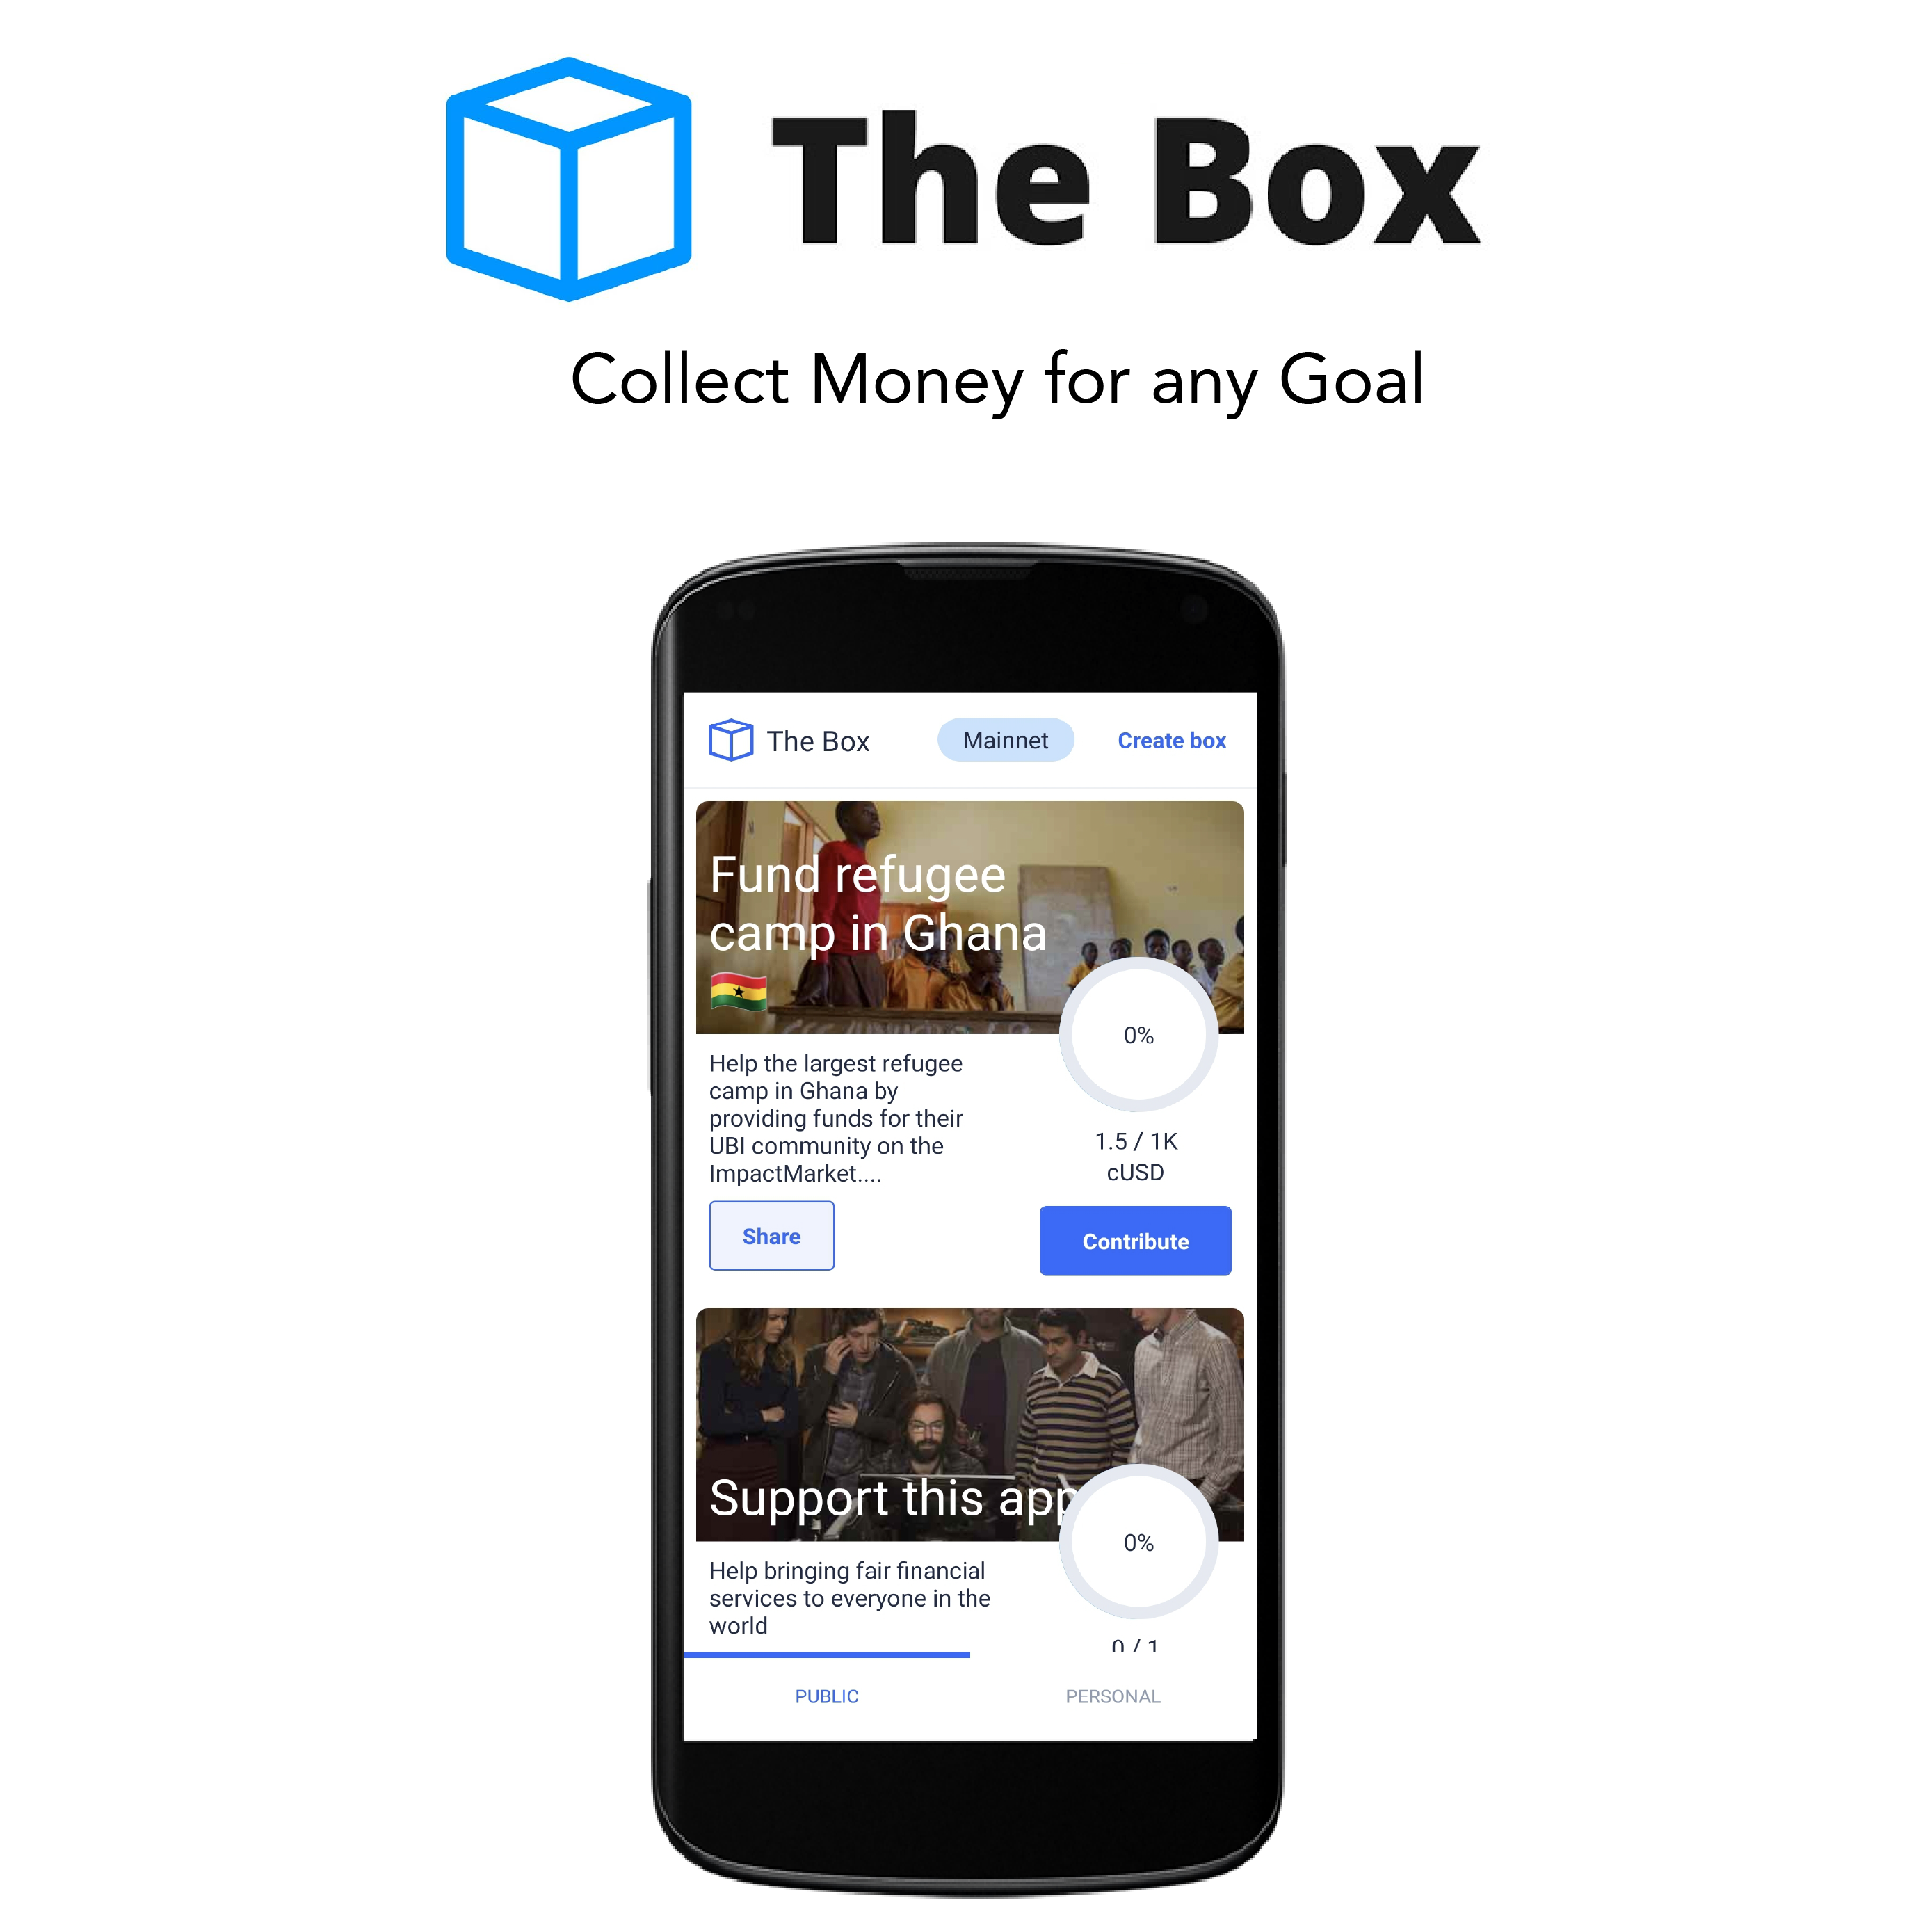 The Box
Collect Money for any Goal
The Box
Mainnet
Create box
Fund refugee
camp in Ghana
0%
Help the largest refugee
camp in Ghana by
providing funds for their
UBI community on the
ImpactMarket....
1.5 / 1K
cUSD
Share
Contribute
Support this app
0%
Help bringing fair financial
services to everyone in the
world
0 / 1
PUBLIC
PERSONAL